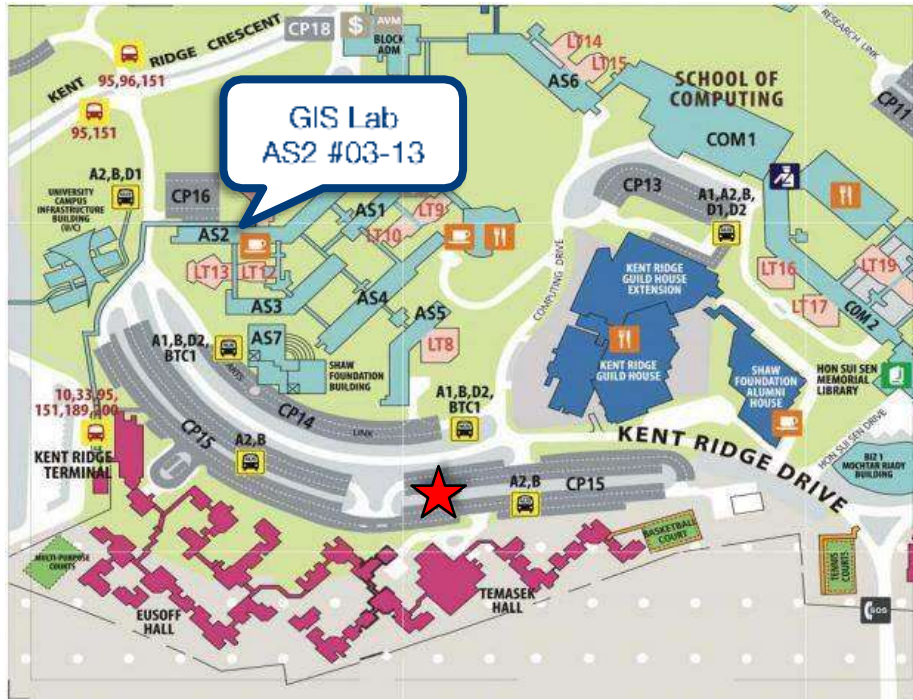 CP18
$
AVM
BLOCK
ADM
KENT RIDGE CRESCENT
95,96,151
95,151
LT14
LT15
AS6
SCHOOL OF
COMPUTING
RESEARCH LINK
CP11
COM1
GIS Lab
AS2 #03-13
A2,B,D1
UNIVERSITY
CAMPUS
INFRASTRUCTURE
BUILDING
(UIC)
CP16
CP13
A1,A2,B,
D1,D2
AS1
LT9
LT10
AS2
LT13
LT12
AS3
AS4
AS5
LT8
AS7
SHAW
FOUNDATION
BUILDING
COMPUTING DRIVE
KENT RIDGE
GUILD HOUSE
EXTENSION
KENT RIDGE
GUILD HOUSE
LT16
LT17
LT19
COM 2
SHAW
FOUNDATION
ALUMNI
HOUSE
HON SUI SEN
MEMORIAL
LIBRARY
A1,B,D2,
BTC1
ARTS
LINK
CP14
A1,B,D2,
BTC1
10,33,95,
151,189,200
KENT RIDGE
TERMINAL
CP15
A2,B
A2,B
CP15
KENT RIDGE DRIVE
HON SUI SEN DRIVE
BIZ 1
MOCHTAR RIADY
BUILDING
MULTI-PURPOSE
COURTS
EUSOFF
HALL
TEMASEK
HALL
BASKETBALL
COURT
TENNIS
COURTS
SOS